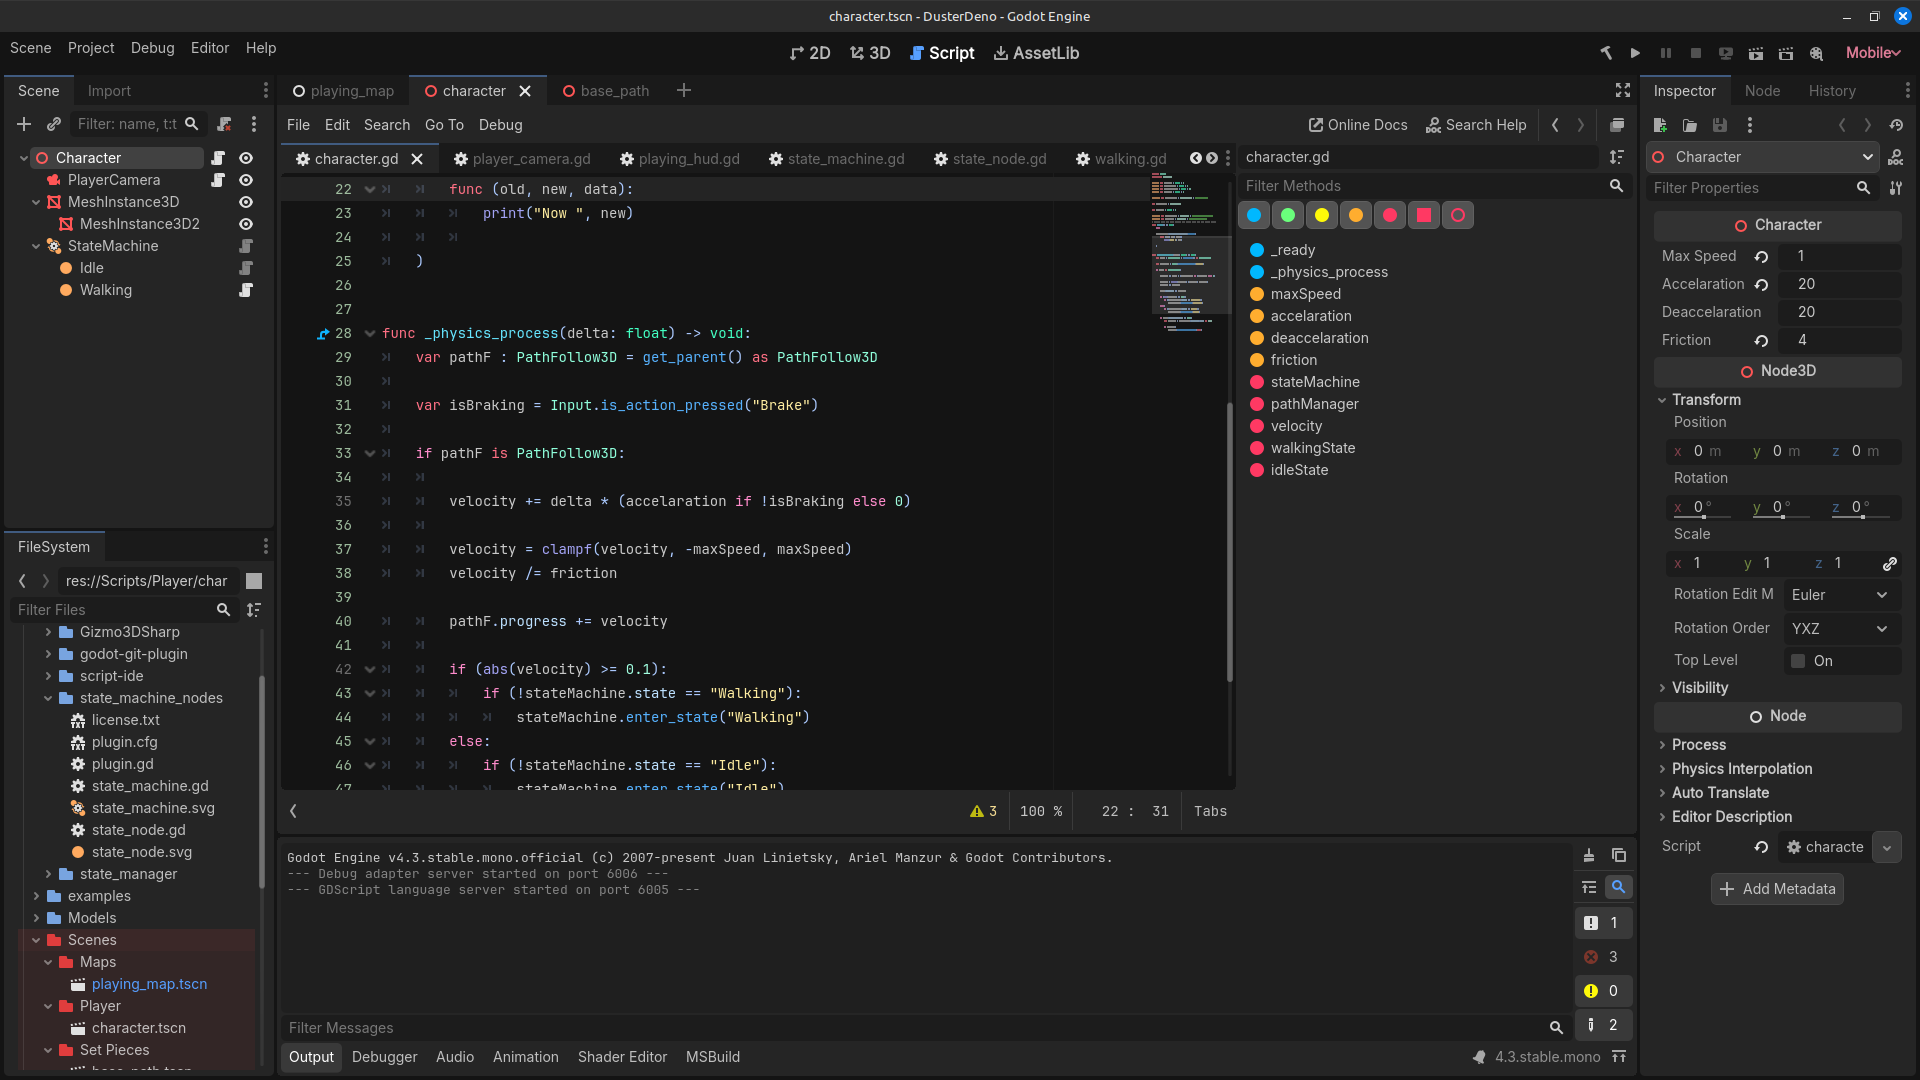 character.tscn - DusterDeno - Godot Engine
Scene Project Debug Editor Help
2D 3D Script AssetLib
Mobile
Scene Import
Filter: name, t:t
Character
PlayerCamera
MeshInstance3D
MeshInstance3D2
StateMachine
Idle
Walking
FileSystem
res://Scripts/Player/char
Filter Files
Gizmo3DSharp
godot-git-plugin
script-ide
state_machine_nodes
license.txt
plugin.cfg
plugin.gd
state_machine.gd
state_machine.svg
state_node.gd
state_node.svg
state_manager
examples
Models
Scenes
Maps
playing_map.tscn
Player
character.tscn
Set Pieces
base_path.tscn
playing_map character base_path
File Edit Search Go To Debug
Online Docs Search Help
character.gd player_camera.gd playing_hud.gd state_machine.gd state_node.gd walking.gd
22 func (old, new, data):
23 print("Now ", new)
24
25 )
26
27
28 func _physics_process(delta: float) -> void:
29 var pathF : PathFollow3D = get_parent() as PathFollow3D
30
31 var isBraking = Input.is_action_pressed("Brake")
32
33 if pathF is PathFollow3D:
34
35 velocity += delta * (accelaration if !isBraking else 0)
36
37 velocity = clampf(velocity, -maxSpeed, maxSpeed)
38 velocity /= friction
39
40 pathF.progress += velocity
41
42 if (abs(velocity) >= 0.1):
43 if (!stateMachine.state == "Walking"):
44 stateMachine.enter_state("Walking")
45 else:
46 if (!stateMachine.state == "Idle"):
47 stateMachine.enter_state("Idle")
3 100 % 22 : 31 Tabs
character.gd
Filter Methods
_ready
_physics_process
maxSpeed
accelaration
deaccelaration
friction
stateMachine
pathManager
velocity
walkingState
idleState
Godot Engine v4.3.stable.mono.official (c) 2007-present Juan Linietsky, Ariel Manzur & Godot Contributors.
--- Debug adapter server started on port 6006 ---
--- GDScript language server started on port 6005 ---
1
3
0
2
Filter Messages
Output Debugger Audio Animation Shader Editor MSBuild
4.3.stable.mono
Inspector Node History
Character
Filter Properties
Character
Max Speed 1
Accelaration 20
Deaccelaration 20
Friction 4
Node3D
Transform
Position
x 0 m y 0 m z 0 m
Rotation
x 0 ° y 0 ° z 0 °
Scale
x 1 y 1 z 1
Rotation Edit M Euler
Rotation Order YXZ
Top Level On
Visibility
Node
Process
Physics Interpolation
Auto Translate
Editor Description
Script characte
Add Metadata